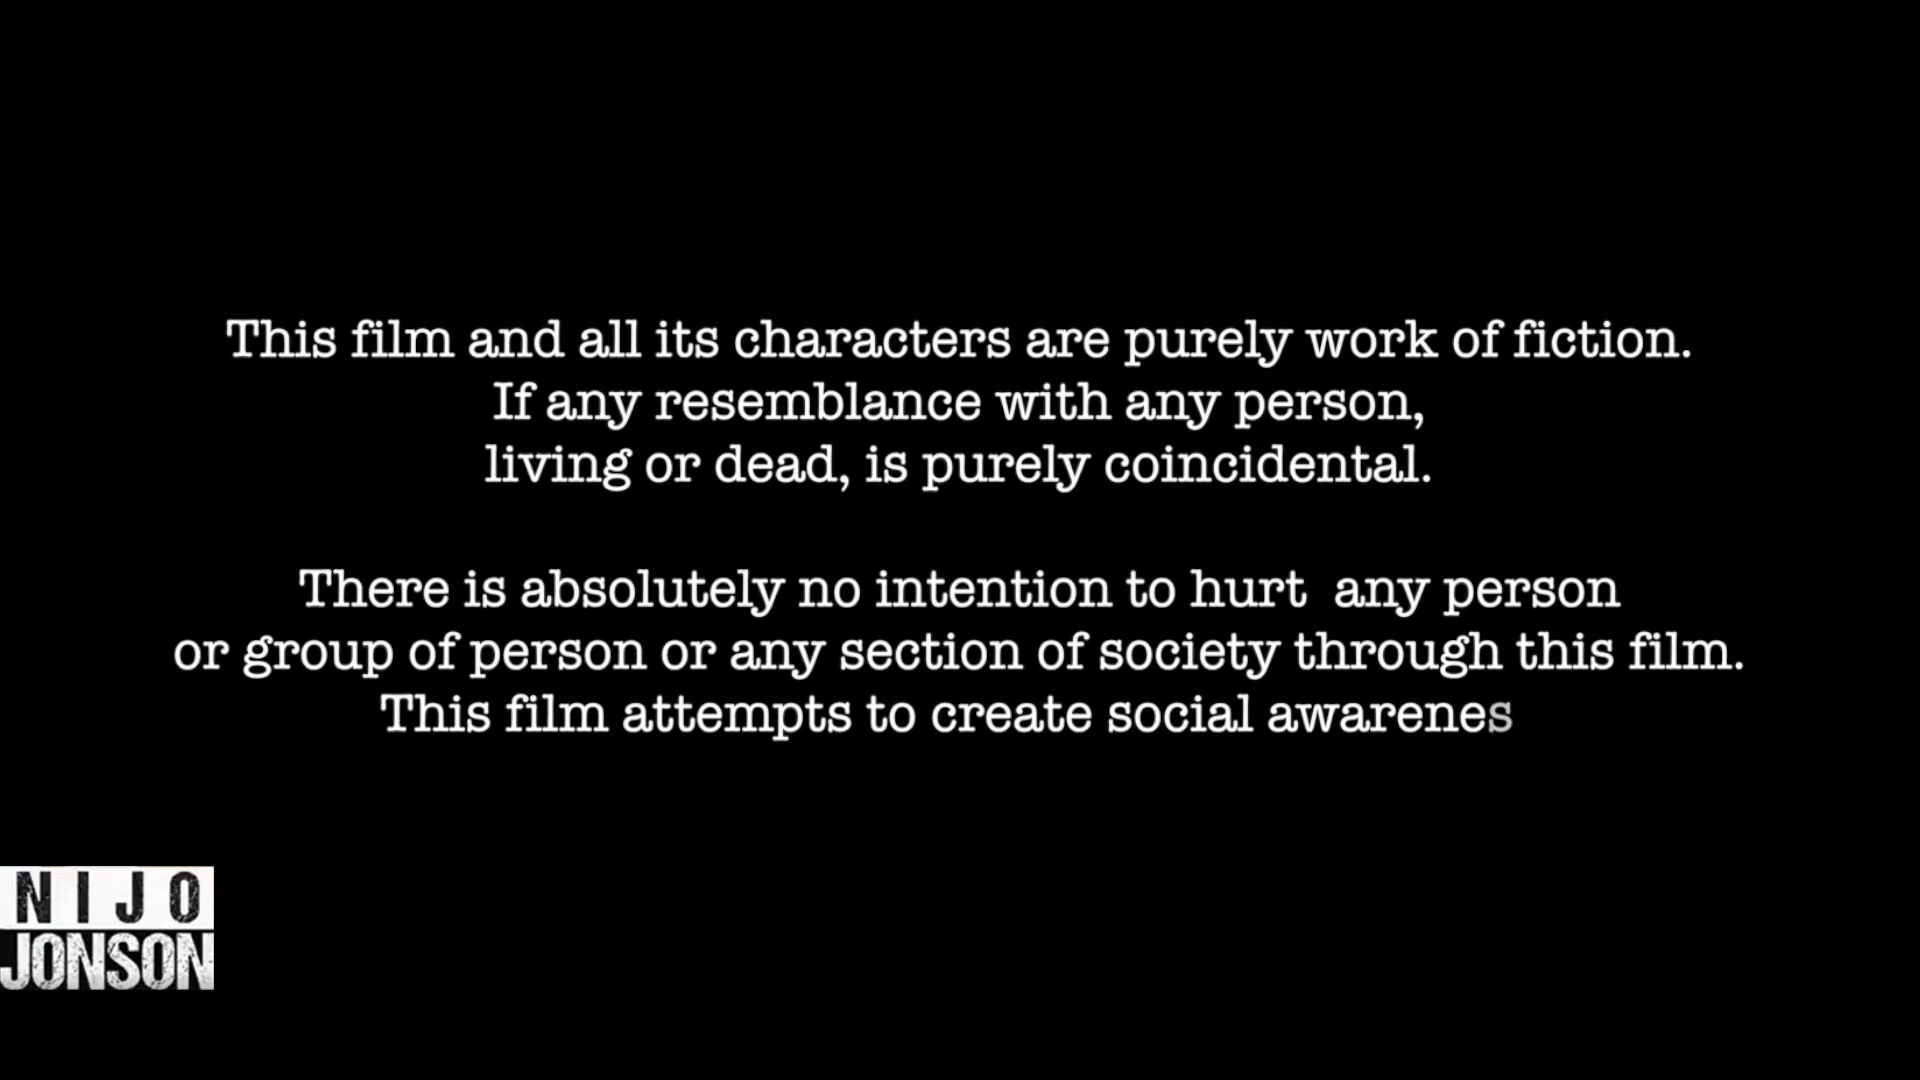 This film and all its characters are purely work of fiction.
If any resemblance with any person,
living or dead, is purely coincidental.
There is absolutely no intention to hurt any person
or group of person or any section of society through this film.
This film attempts to create social awarenes
NIJO
JONSON